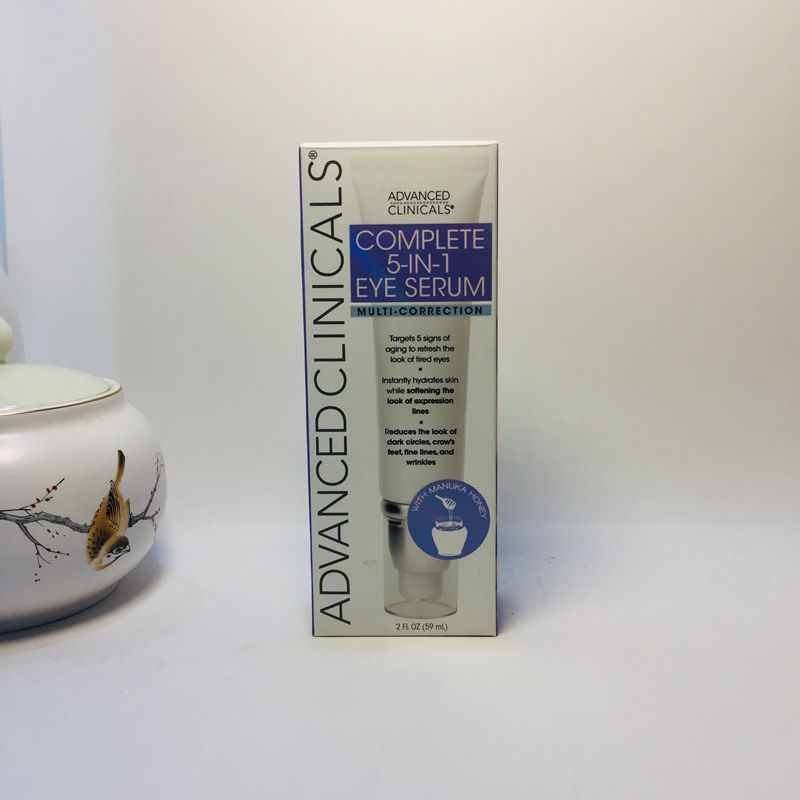 ADVANCED CLINICALS®
ADVANCED
CLINICALS®
COMPLETE
5-IN-1
EYE SERUM
MULTI-CORRECTION
Targets 5 signs of
aging to refresh the
look of tired eyes
Instantly hydrates skin
while softening the
look of expression
lines
Reduces the look of
dark circles, crow's
feet, fine lines, and
wrinkles
WITH MANUKA HONEY
2 FL OZ (59 mL)